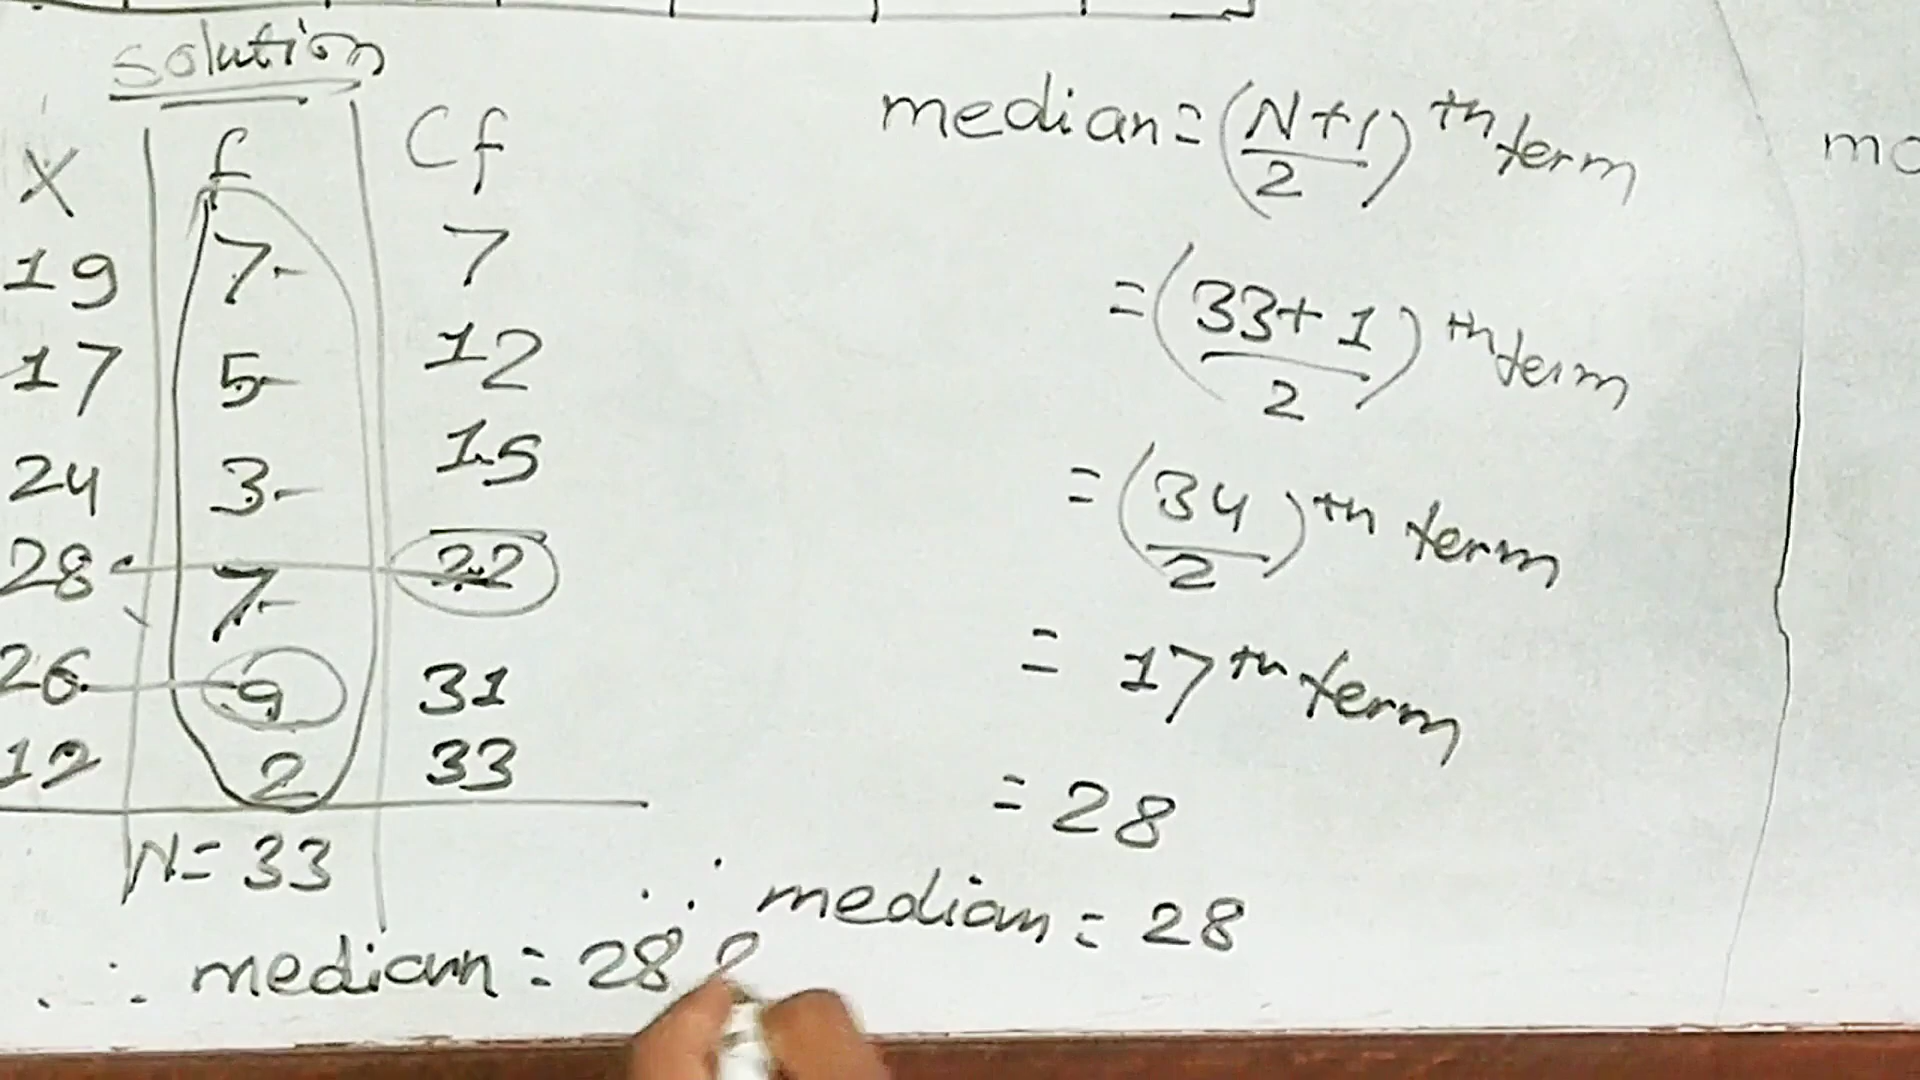 solution
X f Cf
19 7 7
17 5 12
24 3 15
28 7 22
26 9 31
12 2 33
N = 33
∴ median = 28
median = (N+1/2)th term
= (33+1/2)th term
= (34/2)th term
= 17th term
= 28
∴ median = 28
mo